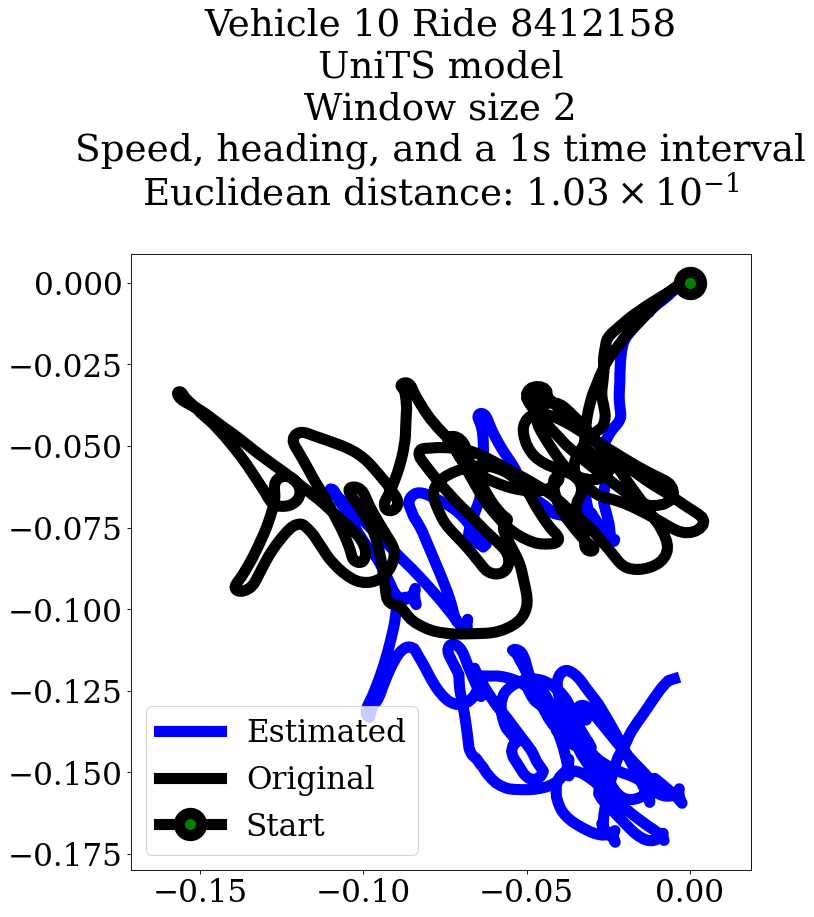 Vehicle 10 Ride 8412158
UniTS model
Window size 2
Speed, heading, and a 1s time interval
Euclidean distance: 1.03 × 10⁻¹
0.000
−0.025
−0.050
−0.075
−0.100
−0.125
−0.150
−0.175
Estimated
Original
Start
−0.15
−0.10
−0.05
0.00